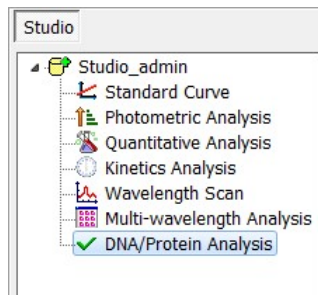 Studio
Studio_admin
Standard Curve
Photometric Analysis
Quantitative Analysis
Kinetics Analysis
Wavelength Scan
Multi-wavelength Analysis
DNA/Protein Analysis